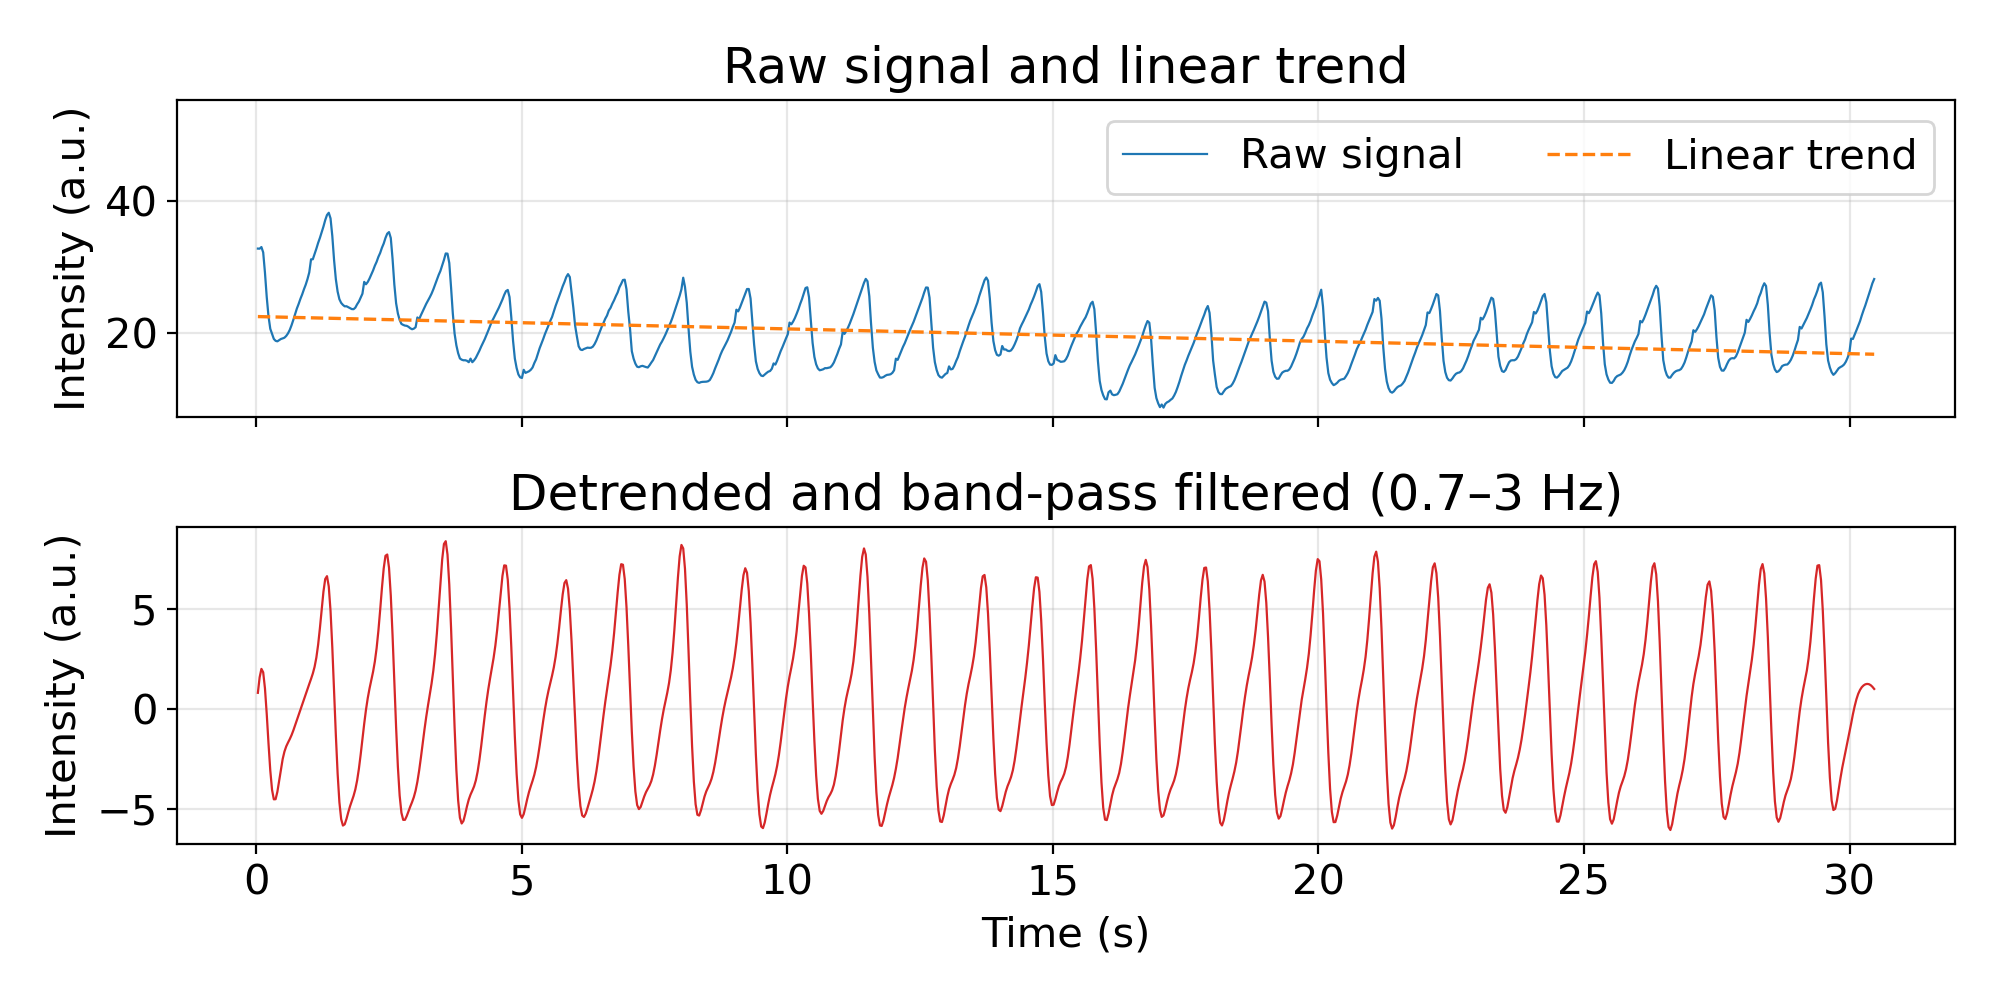 Raw signal and linear trend
Intensity (a.u.)
40
20
Raw signal
Linear trend
Detrended and band-pass filtered (0.7–3 Hz)
Intensity (a.u.)
5
0
−5
0 5 10 15 20 25 30
Time (s)